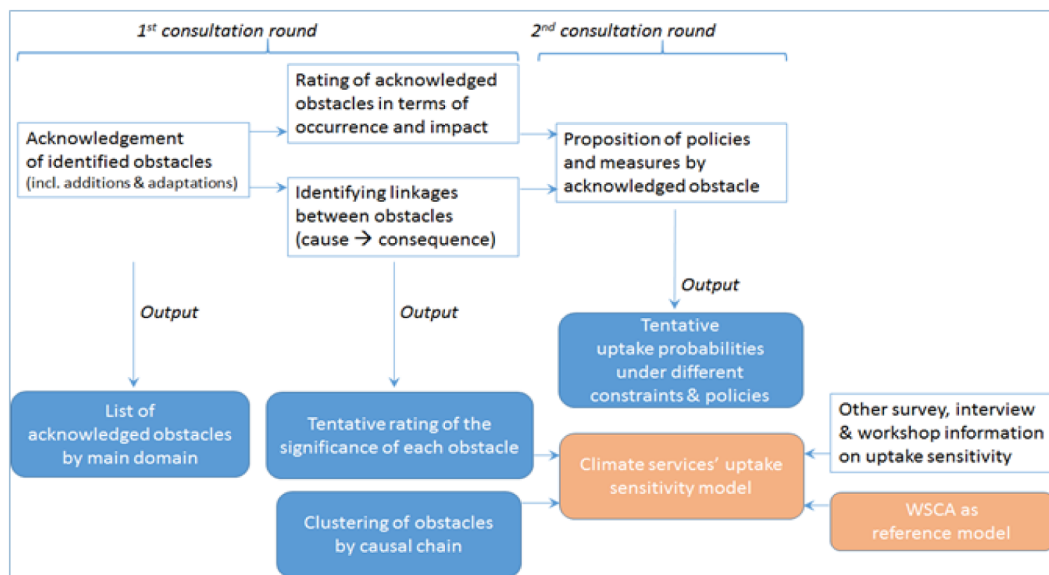 1st consultation round
2nd consultation round
Rating of acknowledged
obstacles in terms of
occurrence and impact
Acknowledgement
of identified obstacles
(incl. additions & adaptations)
Proposition of policies
and measures by
acknowledged obstacle
Identifying linkages
between obstacles
(cause → consequence)
Output
Output
Output
Tentative
uptake probabilities
under different
constraints & policies
List of
acknowledged obstacles
by main domain
Tentative rating of the
significance of each obstacle
Other survey, interview
& workshop information
on uptake sensitivity
Climate services’ uptake
sensitivity model
Clustering of obstacles
by causal chain
WSCA as
reference model